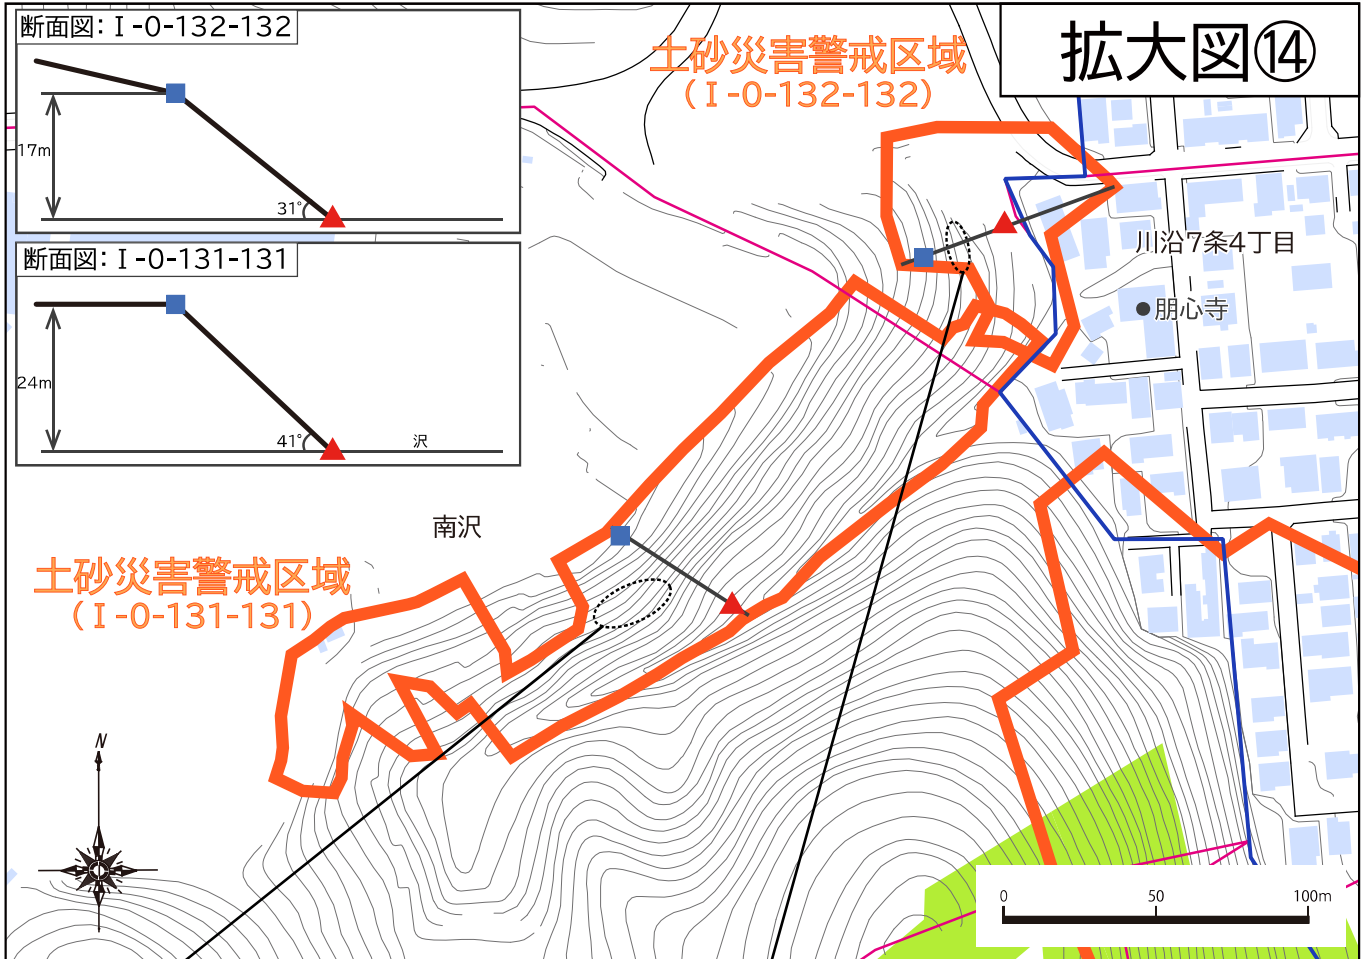 断面図：Ⅰ-0-132-132
17m
31°
断面図：Ⅰ-0-131-131
24m
41°
沢
土砂災害警戒区域
（Ⅰ-0-132-132）
拡大図⑭
川沿7条4丁目
朋心寺
南沢
土砂災害警戒区域
（Ⅰ-0-131-131）
N
0 50 100m